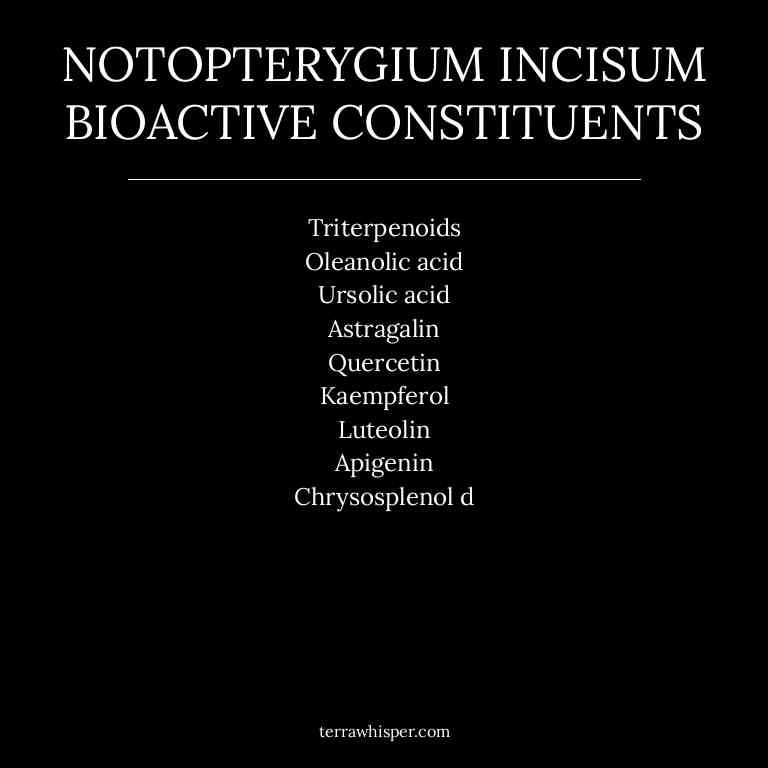 NOTOPTERYGIUM INCISUM
BIOACTIVE CONSTITUENTS
Triterpenoids
Oleanolic acid
Ursolic acid
Astragalin
Quercetin
Kaempferol
Luteolin
Apigenin
Chrysosplenol d
terrawhisper.com